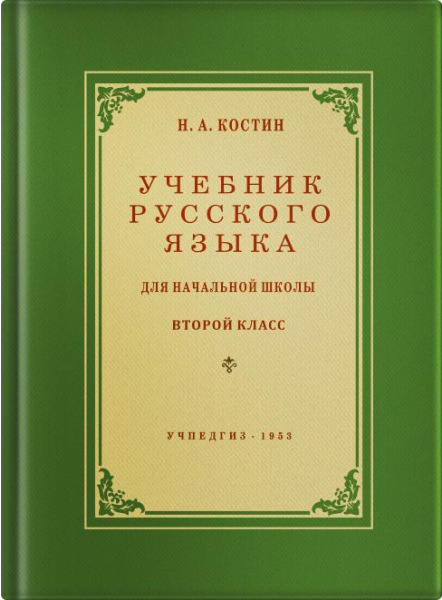 Н. А. КОСТИН
УЧЕБНИК
РУССКОГО
ЯЗЫКА
ДЛЯ НАЧАЛЬНОЙ ШКОЛЫ
ВТОРОЙ КЛАСС
УЧПЕДГИЗ · 1953